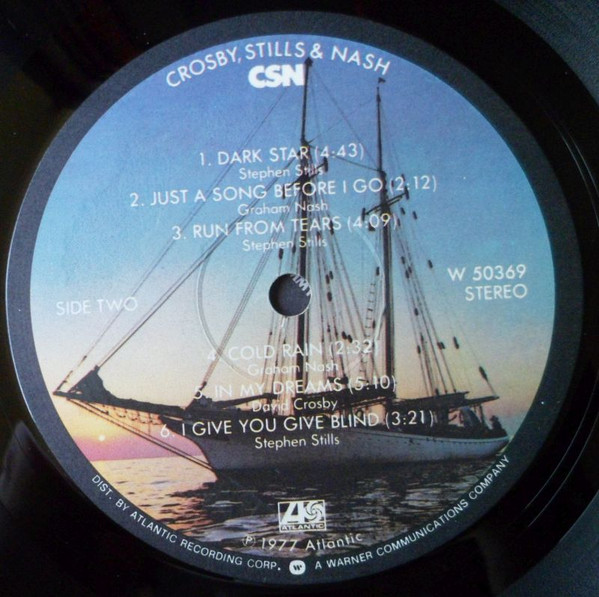 CROSBY, STILLS & NASH
CSN
1. DARK STAR (4:43)
Stephen Stills
2. JUST A SONG BEFORE I GO (2:12)
Graham Nash
3. RUN FROM TEARS (4:09)
Stephen Stills
W 50369
STEREO
SIDE TWO
4. COLD RAIN (2:32)
Graham Nash
5. IN MY DREAMS (5:10)
David Crosby
6. I GIVE YOU GIVE BLIND (3:21)
Stephen Stills
ATLANTIC
℗ 1977 Atlantic
DIST. BY ATLANTIC RECORDING CORP. W A WARNER COMMUNICATIONS COMPANY